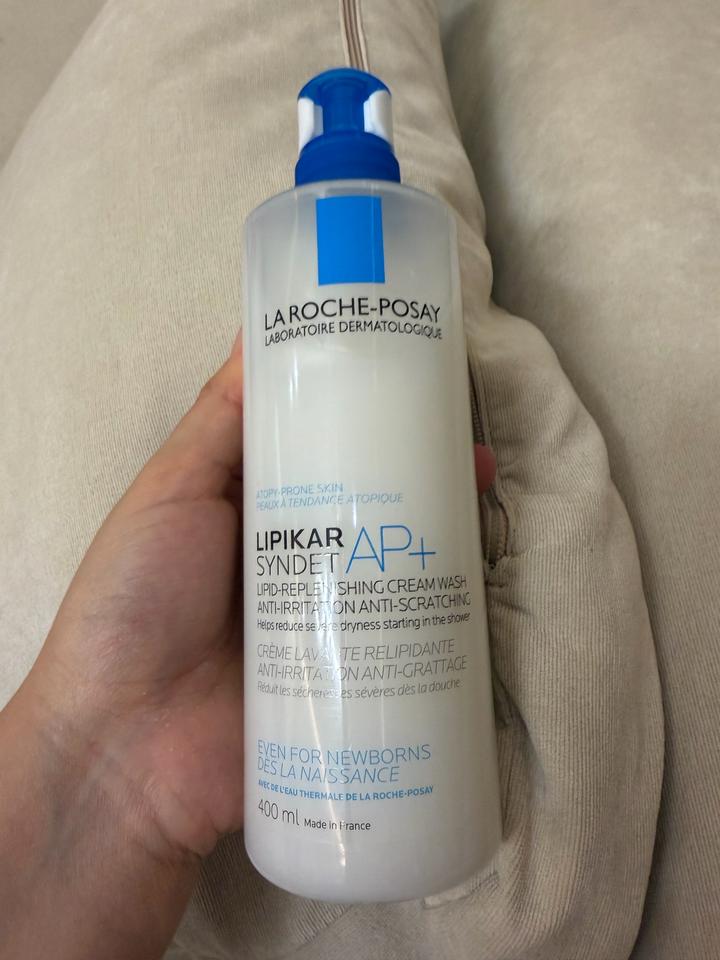 LA ROCHE-POSAY
LABORATOIRE DERMATOLOGIQUE
ATOPY-PRONE SKIN
PEAUX À TENDANCE ATOPIQUE
LIPIKAR
SYNDET AP+
LIPID-REPLENISHING CREAM WASH
ANTI-IRRITATION ANTI-SCRATCHING
Helps reduce severe dryness starting in the shower
CRÈME LAVANTE RELIPIDANTE
ANTI-IRRITATION ANTI-GRATTAGE
Réduit les sécheresses sévères dès la douche
EVEN FOR NEWBORNS
DÈS LA NAISSANCE
AVEC DE L'EAU THERMALE DE LA ROCHE-POSAY
400 ml Made in France